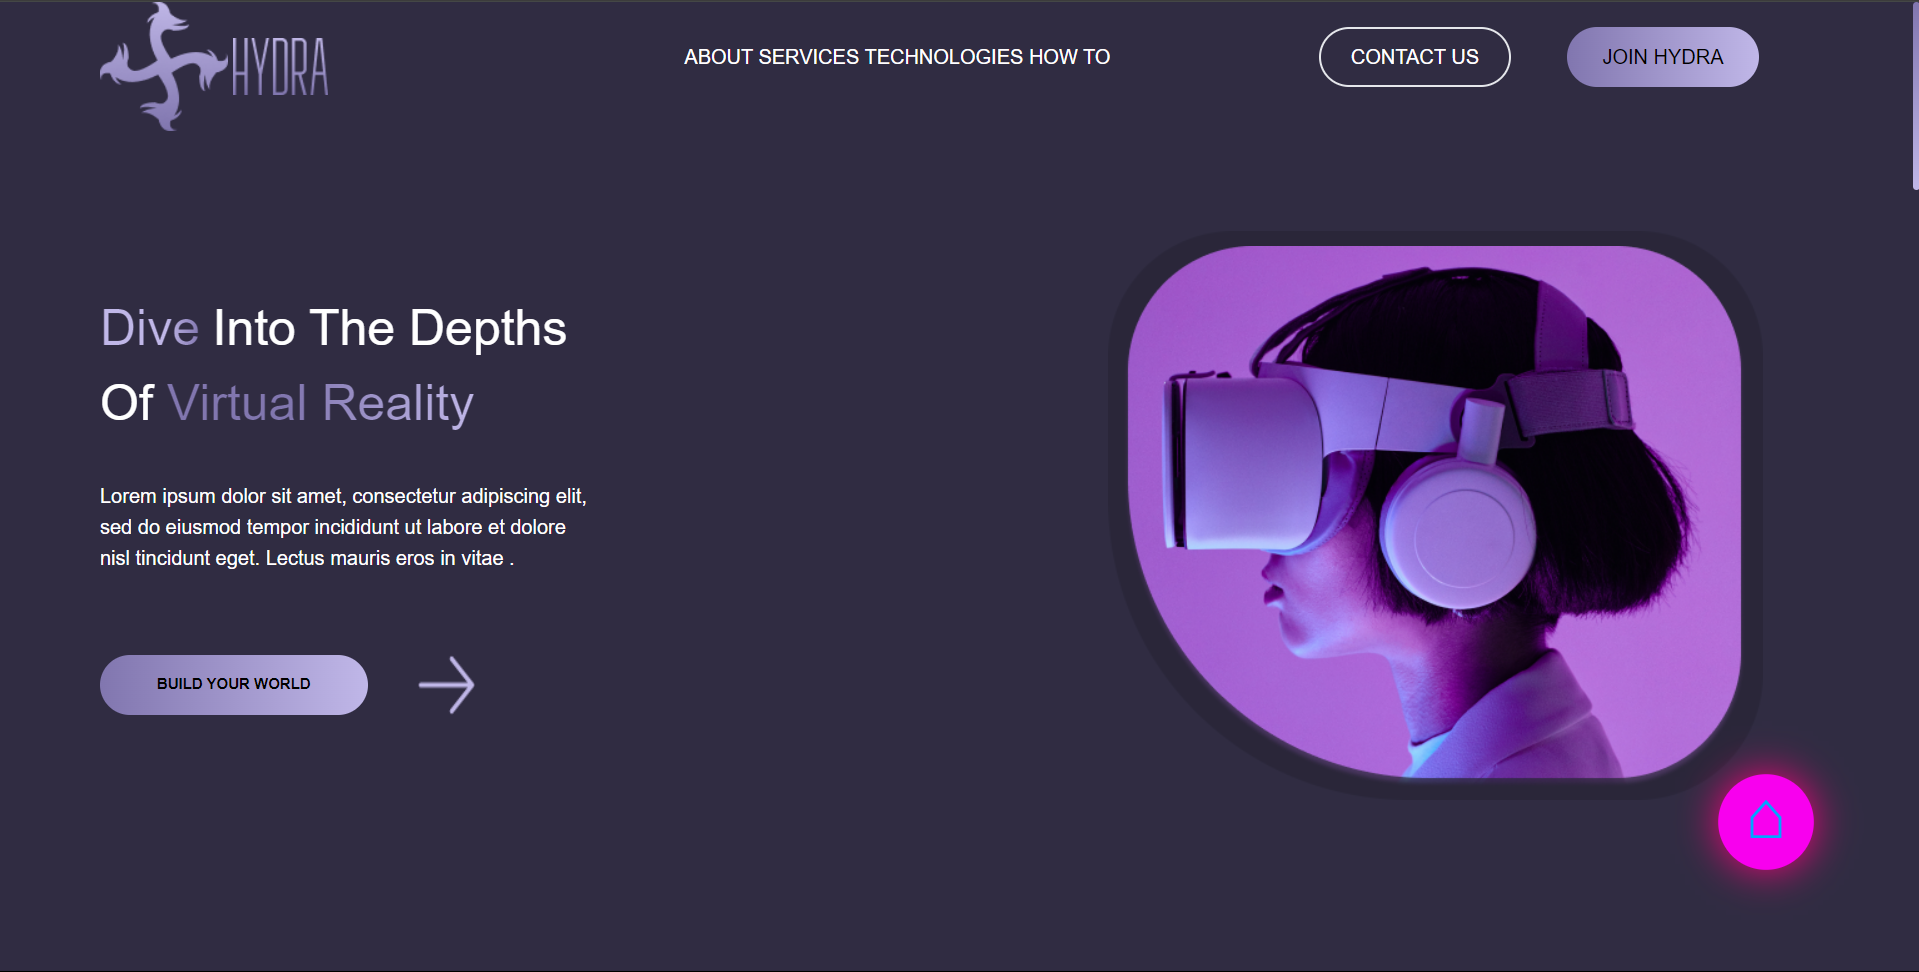 HYDRA
ABOUT SERVICES TECHNOLOGIES HOW TO
CONTACT US
JOIN HYDRA
Dive Into The Depths
Of Virtual Reality
Lorem ipsum dolor sit amet, consectetur adipiscing elit,
sed do eiusmod tempor incididunt ut labore et dolore
nisl tincidunt eget. Lectus mauris eros in vitae .
BUILD YOUR WORLD